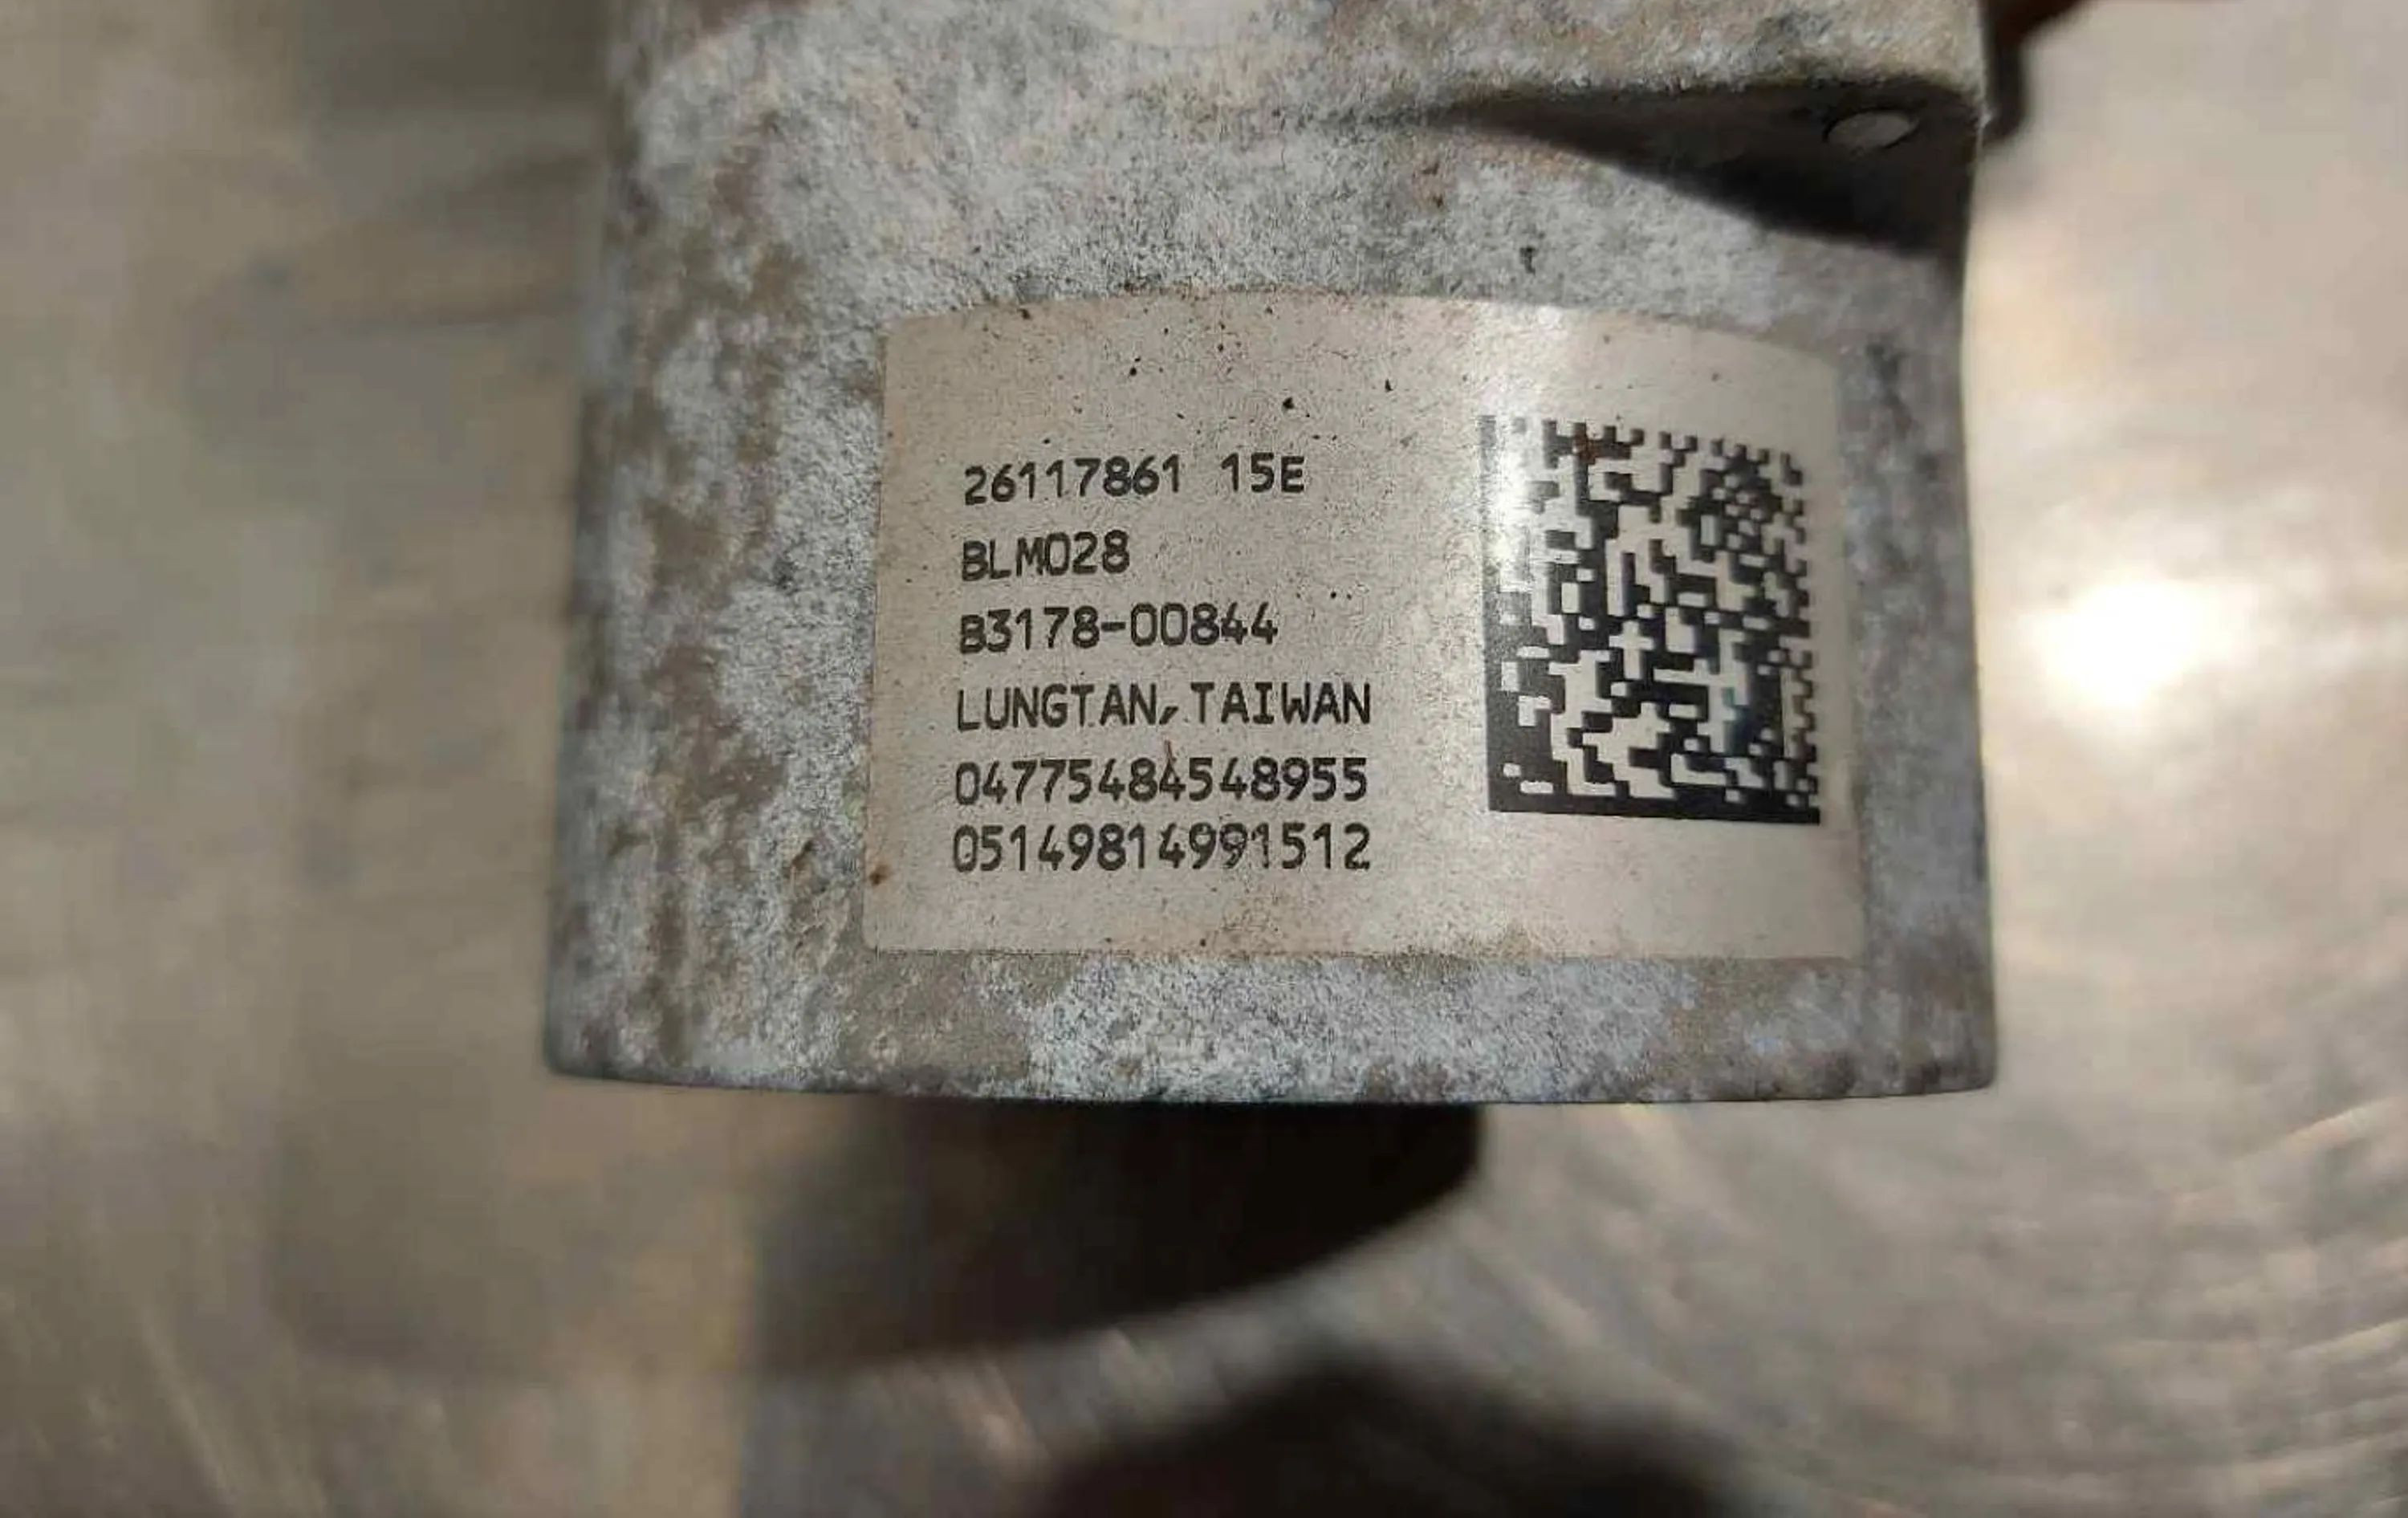 26117861 15E
BLM028
B3178-00844
LUNGTAN, TAIWAN
04775484548955
05149814991512